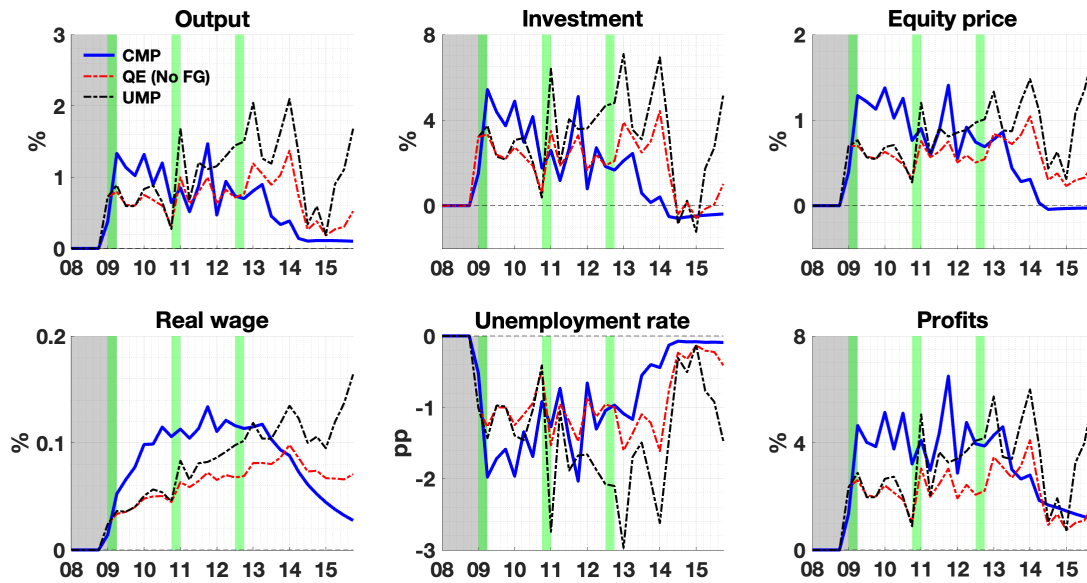 Output
Investment
Equity price
3
2
1
0
%
CMP
QE (No FG)
UMP
08 09 10 11 12 13 14 15
8
4
0
%
08 09 10 11 12 13 14 15
2
1
0
%
08 09 10 11 12 13 14 15
Real wage
Unemployment rate
Profits
0.2
0.1
0
%
08 09 10 11 12 13 14 15
0
-1
-2
-3
pp
08 09 10 11 12 13 14 15
8
4
0
%
08 09 10 11 12 13 14 15